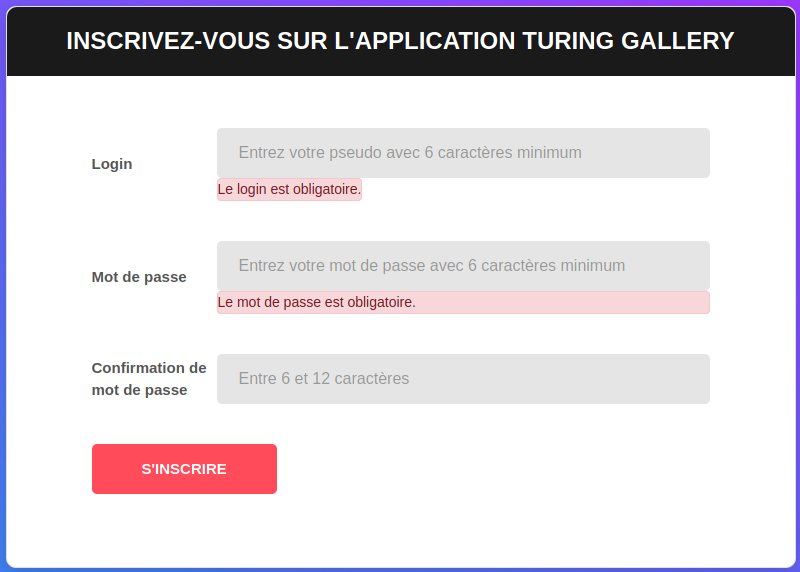 INSCRIVEZ-VOUS SUR L'APPLICATION TURING GALLERY
Login
Entrez votre pseudo avec 6 caractères minimum
Le login est obligatoire.
Mot de passe
Entrez votre mot de passe avec 6 caractères minimum
Le mot de passe est obligatoire.
Confirmation de
mot de passe
Entre 6 et 12 caractères
S'INSCRIRE